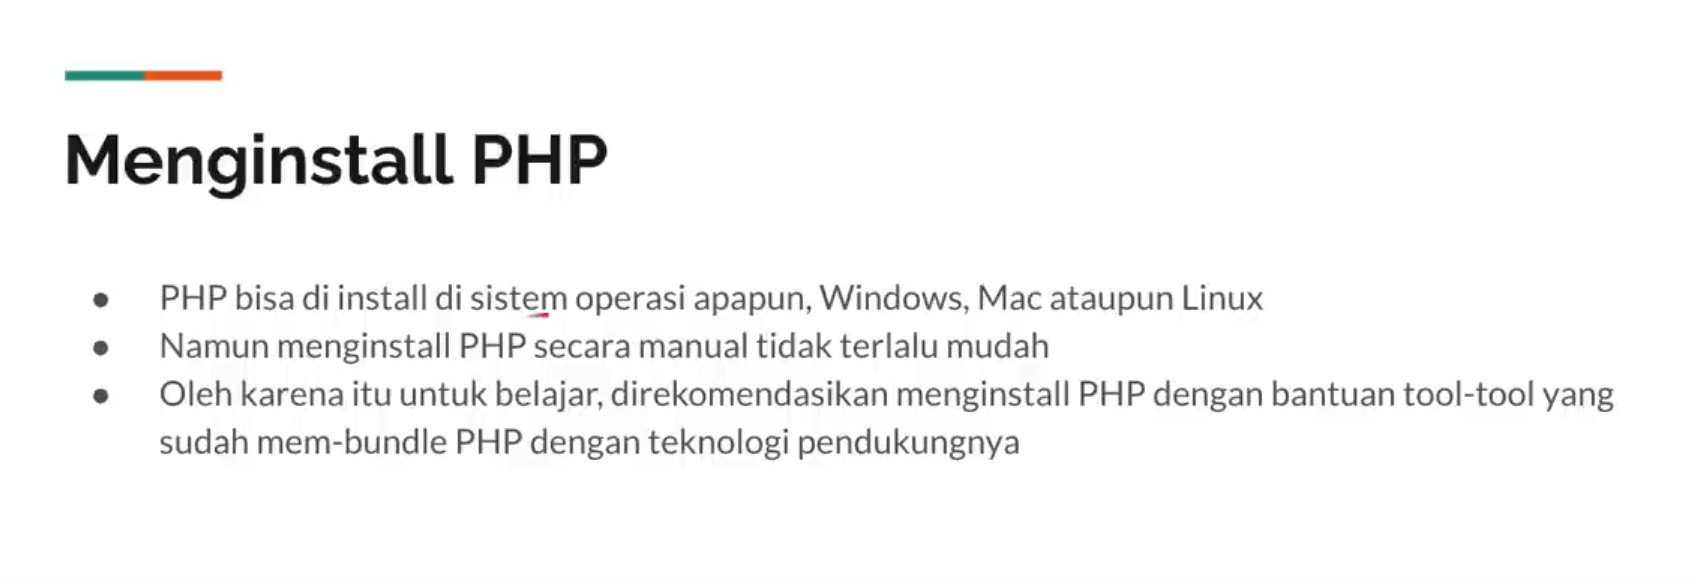 Menginstall PHP
● PHP bisa di install di sistem operasi apapun, Windows, Mac ataupun Linux
● Namun menginstall PHP secara manual tidak terlalu mudah
● Oleh karena itu untuk belajar, direkomendasikan menginstall PHP dengan bantuan tool-tool yang
sudah mem-bundle PHP dengan teknologi pendukungnya